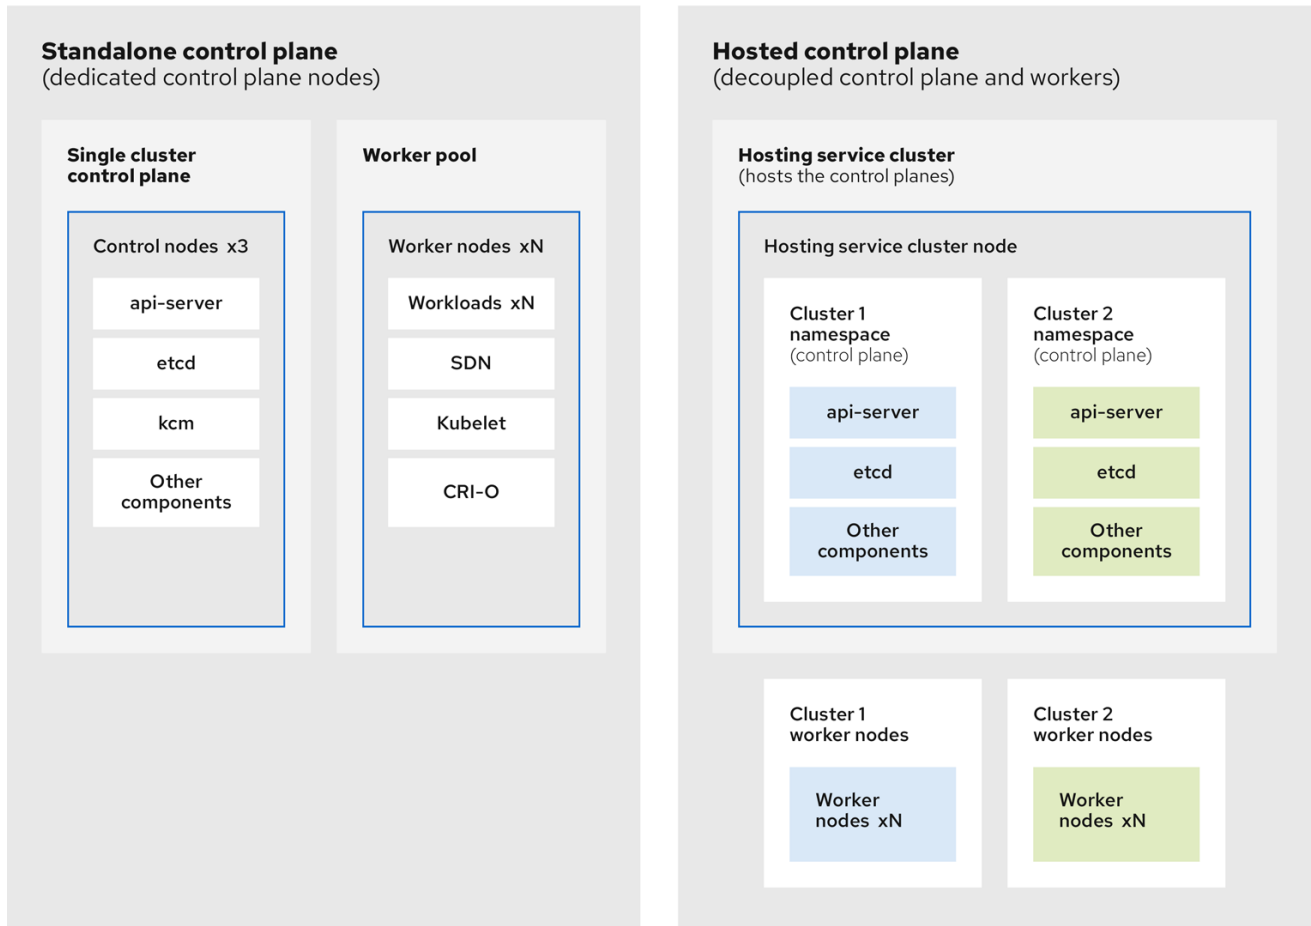 Standalone control plane
(dedicated control plane nodes)
Single cluster
control plane
Control nodes x3
api-server
etcd
kcm
Other
components
Worker pool
Worker nodes xN
Workloads xN
SDN
Kubelet
CRI-O
Hosted control plane
(decoupled control plane and workers)
Hosting service cluster
(hosts the control planes)
Hosting service cluster node
Cluster 1
namespace
(control plane)
api-server
etcd
Other
components
Cluster 2
namespace
(control plane)
api-server
etcd
Other
components
Cluster 1
worker nodes
Worker
nodes xN
Cluster 2
worker nodes
Worker
nodes xN